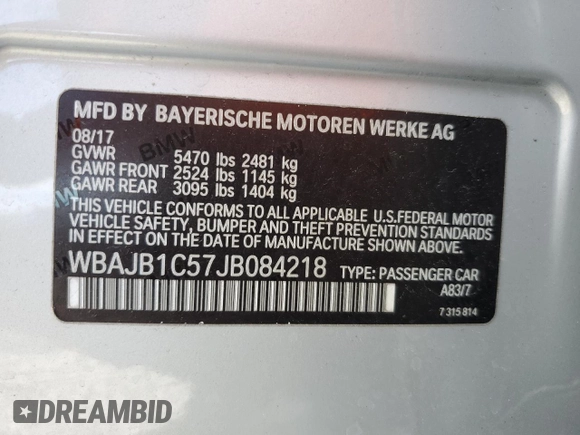 MFD BY BAYERISCHE MOTOREN WERKE AG
08/17
GVWR 5470 lbs 2481 kg
GAWR FRONT 2524 lbs 1145 kg
GAWR REAR 3095 lbs 1404 kg
THIS VEHICLE CONFORMS TO ALL APPLICABLE U.S.FEDERAL MOTOR
VEHICLE SAFETY, BUMPER AND THEFT PREVENTION STANDARDS
IN EFFECT ON THE DATE OF MANUFACTURE SHOWN ABOVE.
WBAJB1C57JB084218 TYPE: PASSENGER CAR
A83/7
7 315 814
BMW
DREAMBID